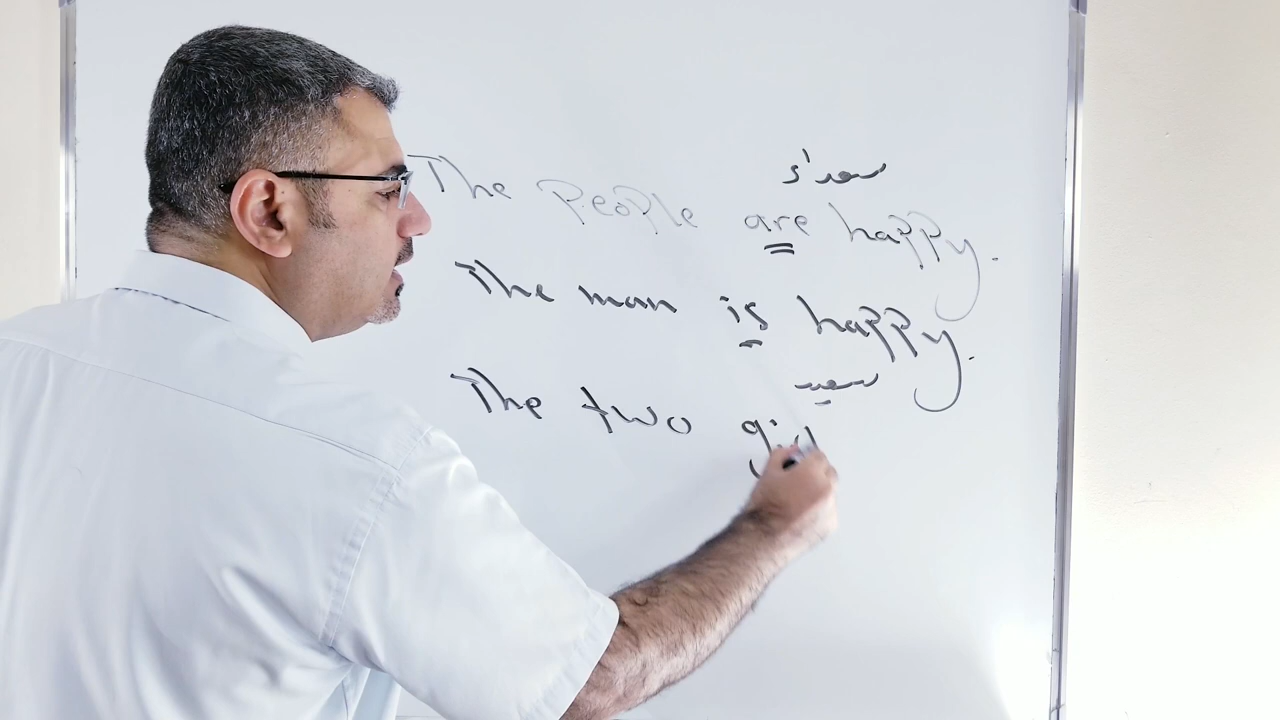 سعداء
The People are happy.
The man is happy.
سعيد
The two girl